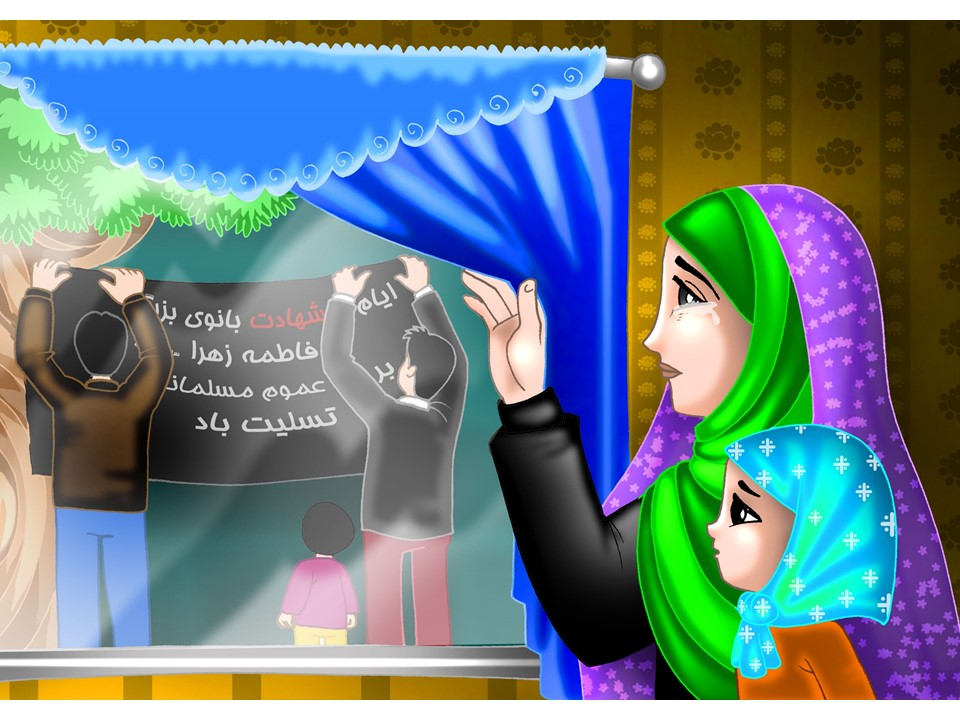 ایام شهادت بانوی
فاطمه زهرا
بر عموم
تسلیت باد